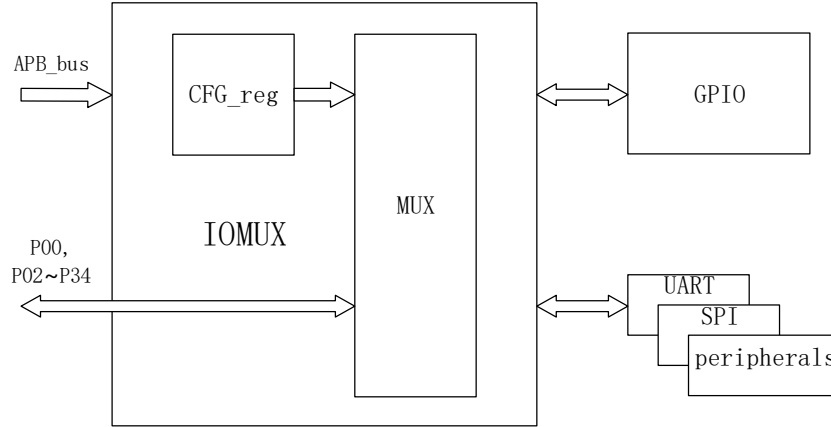 APB_bus
CFG_reg
GPIO
MUX
IOMUX
P00,
P02~P34
UART
SPI
peripherals